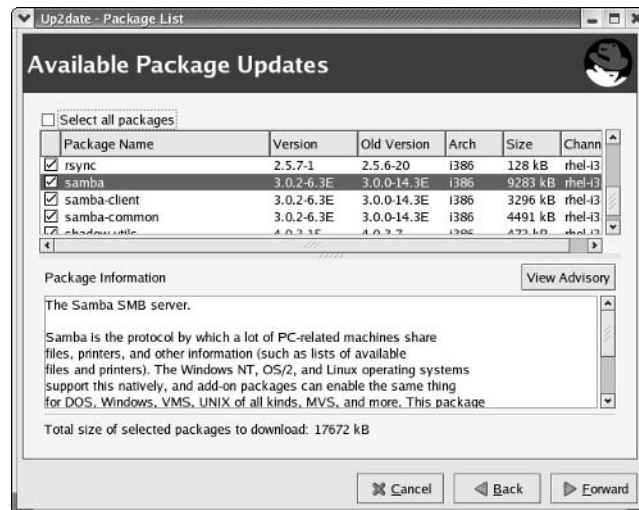 Up2date - Package List
Available Package Updates
Select all packages
Package Name Version Old Version Arch Size Chann
rsync 2.5.7-1 2.5.6-20 i386 128 kB rhel-i3
samba 3.0.2-6.3E 3.0.0-14.3E i386 9283 kB rhel-i3
samba-client 3.0.2-6.3E 3.0.0-14.3E i386 3296 kB rhel-i3
samba-common 3.0.2-6.3E 3.0.0-14.3E i386 4491 kB rhel-i3
shadow-utils i386 473 kB rhel-i3
Package Information
View Advisory
The Samba SMB server.
Samba is the protocol by which a lot of PC-related machines share
files, printers, and other information (such as lists of available
files and printers). The Windows NT, OS/2, and Linux operating systems
support this natively, and add-on packages can enable the same thing
for DOS, Windows, VMS, UNIX of all kinds, MVS, and more. This package
Total size of selected packages to download: 17672 kB
Cancel
Back
Forward